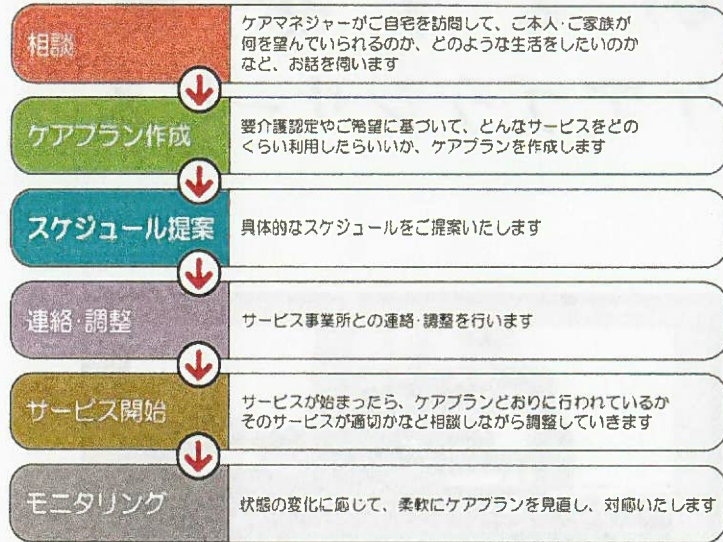 相談
ケアマネジャーがご自宅を訪問して、ご本人・ご家族が
何を望んでいられるのか、どのような生活をしたいのか
など、お話を伺います
ケアプラン作成
要介護認定やご希望に基づいて、どんなサービスをどの
くらい利用したらいいか、ケアプランを作成します
スケジュール提案
具体的なスケジュールをご提案いたします
連絡・調整
サービス事業所との連絡・調整を行います
サービス開始
サービスが始まったら、ケアプランどおりに行われているか
そのサービスが適切かなど相談しながら調整していきます
モニタリング
状態の変化に応じて、柔軟にケアプランを見直し、対応いたします